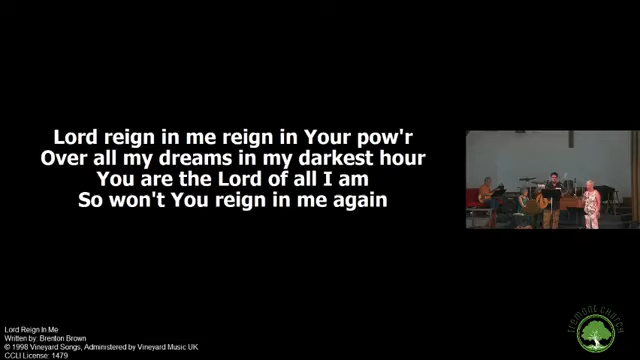 Lord reign in me reign in Your pow'r
Over all my dreams in my darkest hour
You are the Lord of all I am
So won't You reign in me again
Lord Reign In Me
Written by: Brenton Brown
© 1998 Vineyard Songs, Administered by Vineyard Music UK
CCLI License: 1479
TREMONT CHURCH